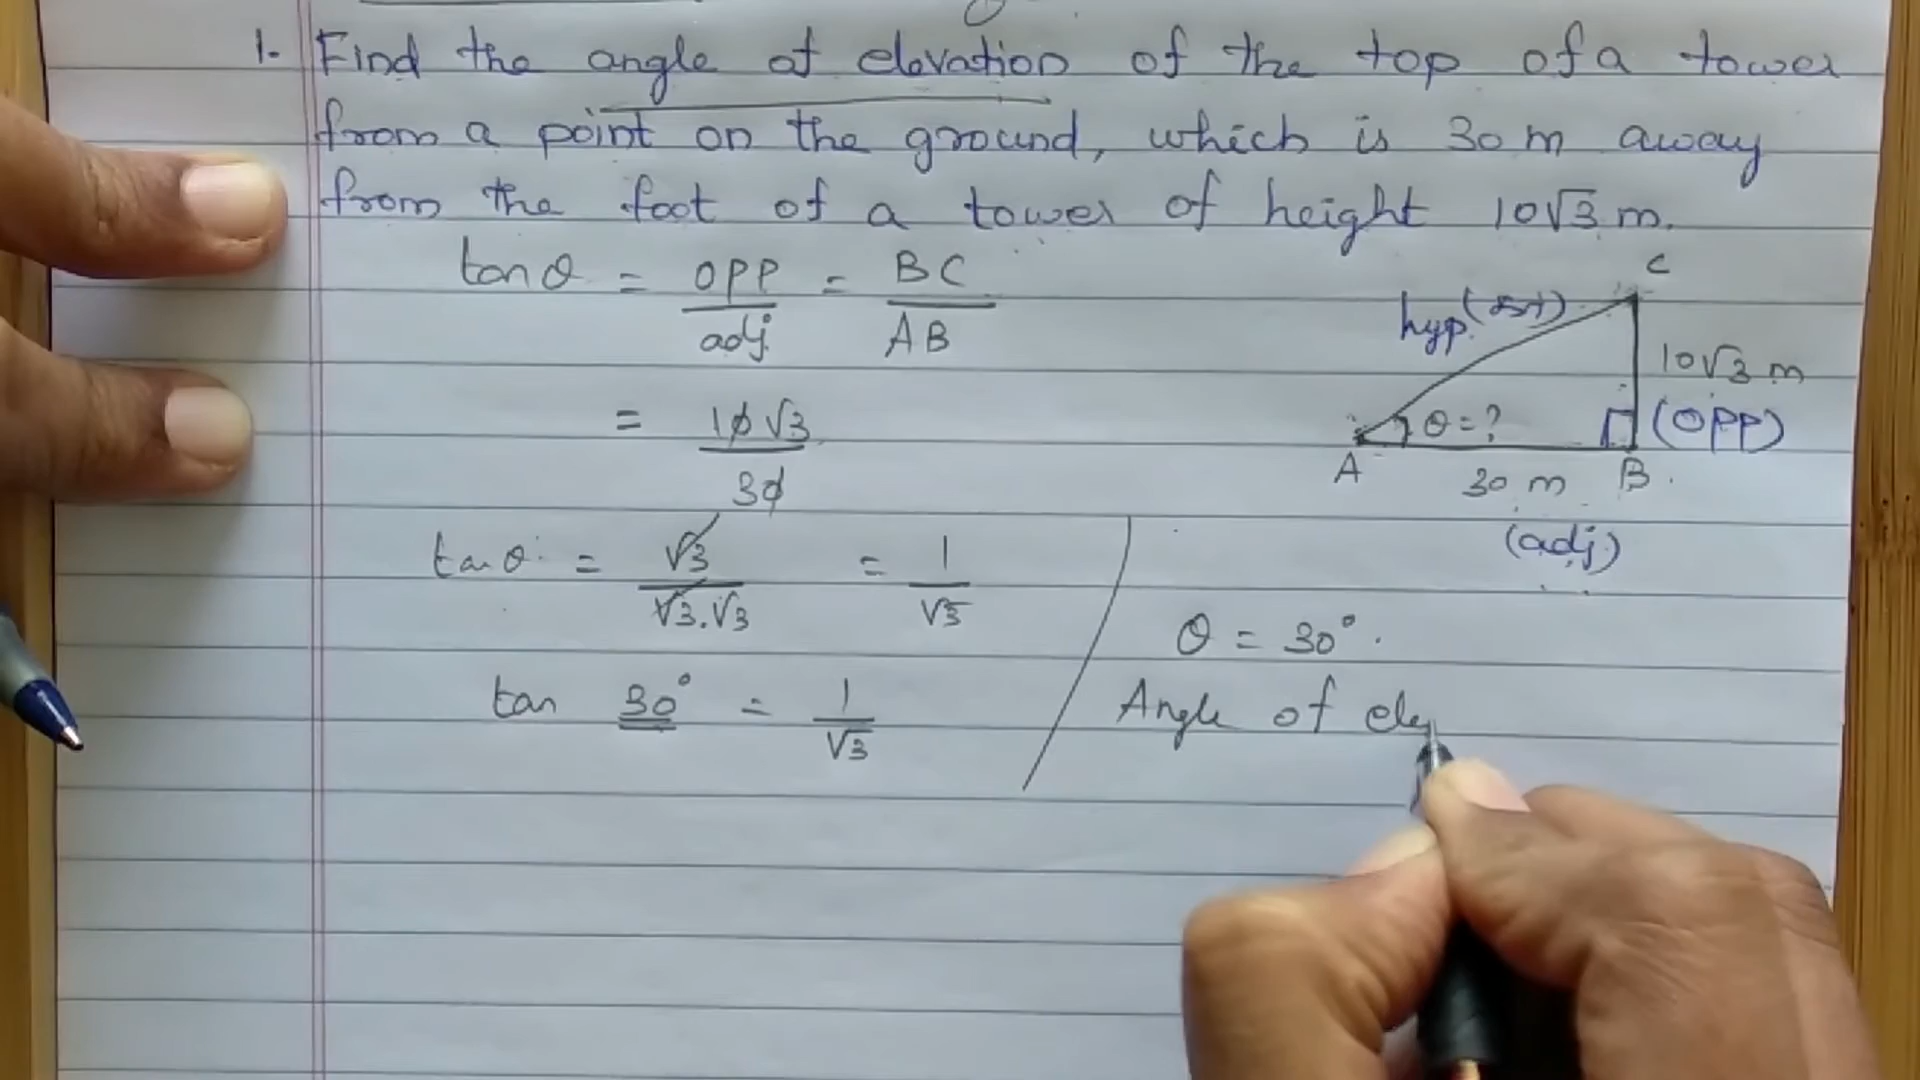 1. Find the angle of elevation of the top of a tower
from a point on the ground, which is 30 m away
from the foot of a tower of height 10√3 m.
tan θ = opp/adj = BC/AB
= 10√3/30
tan θ = √3/√3.√3 = 1/√3
tan 30° = 1/√3
C
hyp
10√3 m
(opp)
θ = ?
A
30 m
B
(adj)
θ = 30°.
Angle of ele